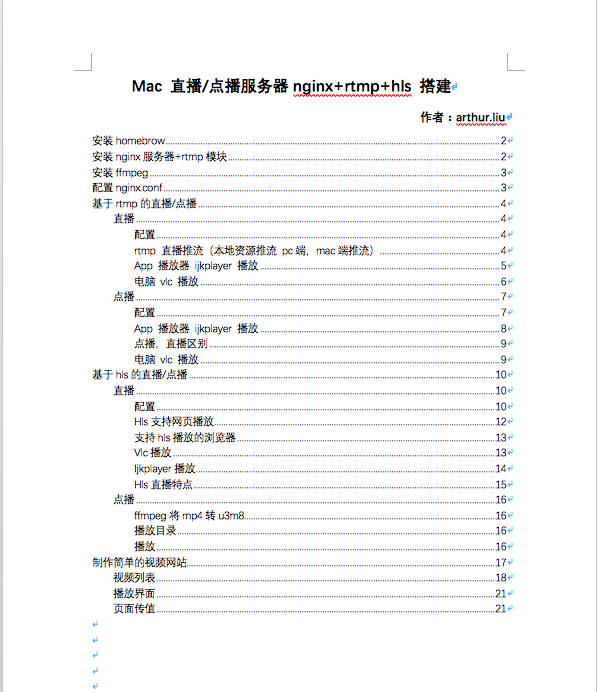 Mac 直播/点播服务器 nginx+rtmp+hls 搭建
作者：arthur.liu
安装 homebrow 2
安装 nginx 服务器+rtmp 模块 2
安装 ffmpeg 3
配置 nginx.conf 3
基于 rtmp 的直播/点播 4
直播 4
配置 4
rtmp 直播推流（本地资源推流 pc 端，mac 端推流） 4
App 播放器 ijkplayer 播放 5
电脑 vlc 播放 6
点播 7
配置 7
App 播放器 ijkplayer 播放 8
点播，直播区别 9
电脑 vlc 播放 9
基于 hls 的直播/点播 10
直播 10
配置 10
Hls 支持网页播放 12
支持 hls 播放的浏览器 13
Vlc 播放 13
Ijkplayer 播放 14
Hls 直播特点 15
点播 16
ffmpeg 将 mp4 转 u3m8 16
播放目录 16
播放 16
制作简单的视频网站 17
视频列表 18
播放界面 21
页面传值 21